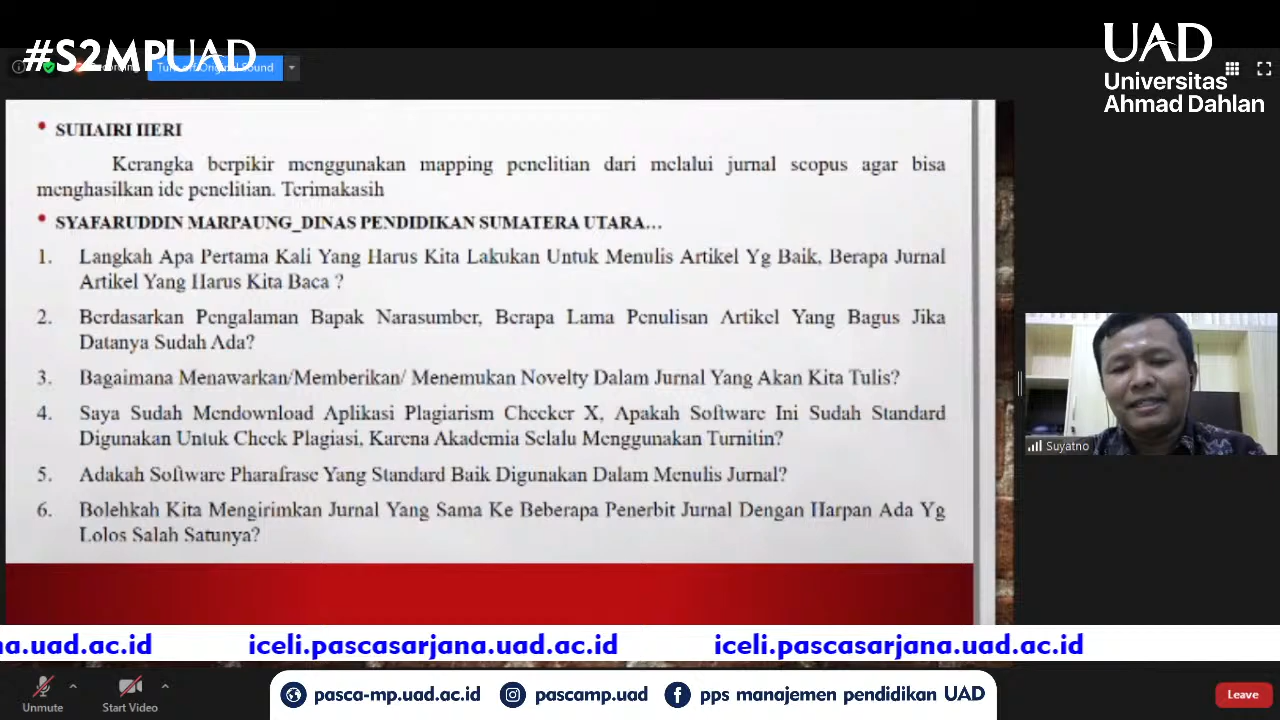 #S2MPUAD
Turn off Original Sound
UAD
Universitas
Ahmad Dahlan
• SUHAIRI HERI
Kerangka berpikir menggunakan mapping penelitian dari melalui jurnal scopus agar bisa
menghasilkan ide penelitian. Terimakasih
• SYAFARUDDIN MARPAUNG_DINAS PENDIDIKAN SUMATERA UTARA…
1. Langkah Apa Pertama Kali Yang Harus Kita Lakukan Untuk Menulis Artikel Yg Baik, Berapa Jurnal
Artikel Yang Harus Kita Baca ?
2. Berdasarkan Pengalaman Bapak Narasumber, Berapa Lama Penulisan Artikel Yang Bagus Jika
Datanya Sudah Ada?
3. Bagaimana Menawarkan/Memberikan/ Menemukan Novelty Dalam Jurnal Yang Akan Kita Tulis?
4. Saya Sudah Mendownload Aplikasi Plagiarism Checker X, Apakah Software Ini Sudah Standard
Digunakan Untuk Check Plagiasi, Karena Akademia Selalu Menggunakan Turnitin?
5. Adakah Software Pharafrase Yang Standard Baik Digunakan Dalam Menulis Jurnal?
6. Bolehkah Kita Mengirimkan Jurnal Yang Sama Ke Beberapa Penerbit Jurnal Dengan Harpan Ada Yg
Lolos Salah Satunya?
Suyatno
na.uad.ac.id iceli.pascasarjana.uad.ac.id iceli.pascasarjana.uad.ac.id
Unmute
Start Video
pasca-mp.uad.ac.id pascamp.uad pps manajemen pendidikan UAD
Leave